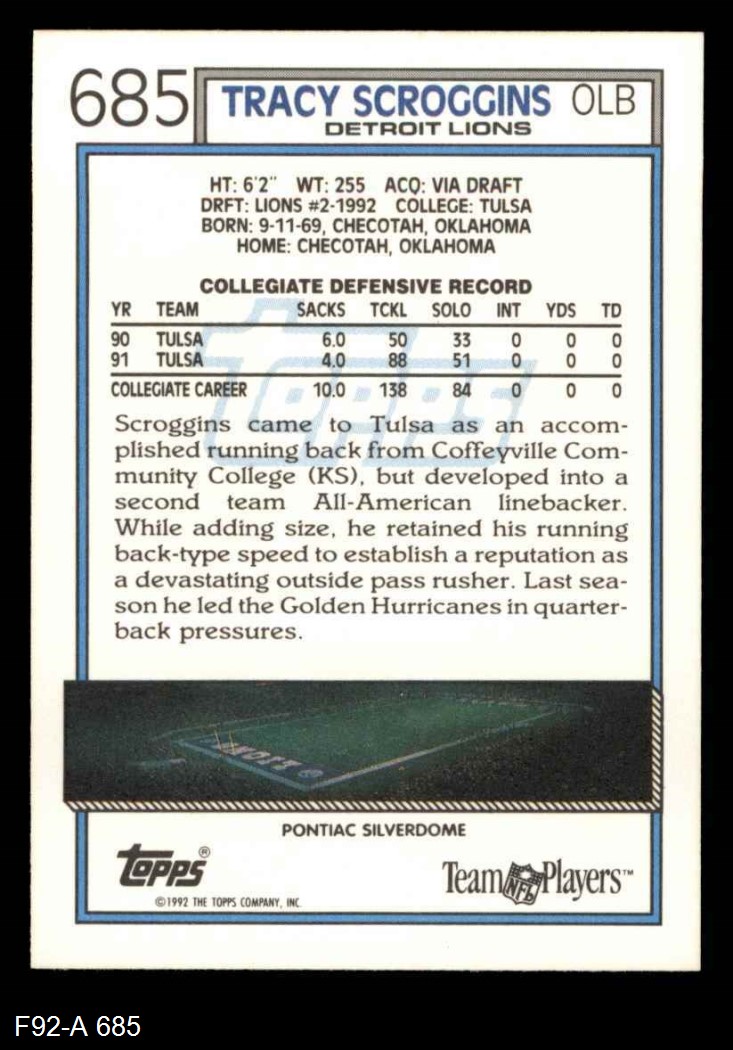 685 TRACY SCROGGINS OLB
DETROIT LIONS
HT: 6'2" WT: 255 ACQ: VIA DRAFT
DRFT: LIONS #2-1992 COLLEGE: TULSA
BORN: 9-11-69, CHECOTAH, OKLAHOMA
HOME: CHECOTAH, OKLAHOMA
COLLEGIATE DEFENSIVE RECORD
YR TEAM SACKS TCKL SOLO INT YDS TD
90 TULSA 6.0 50 33 0 0 0
91 TULSA 4.0 88 51 0 0 0
COLLEGIATE CAREER 10.0 138 84 0 0 0
topps
Scroggins came to Tulsa as an accom-
plished running back from Coffeyville Com-
munity College (KS), but developed into a
second team All-American linebacker.
While adding size, he retained his running
back-type speed to establish a reputation as
a devastating outside pass rusher. Last sea-
son he led the Golden Hurricanes in quarter-
back pressures.
LIONS
PONTIAC SILVERDOME
topps®
Team NFL Players™
©1992 THE TOPPS COMPANY, INC.
F92-A 685